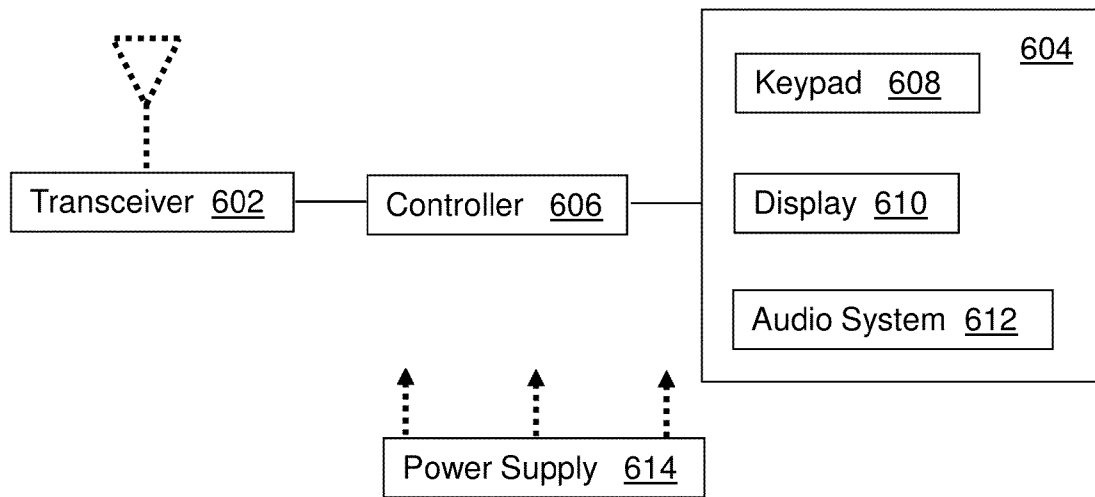 604
Keypad 608
Transceiver 602
Controller 606
Display 610
Audio System 612
Power Supply 614